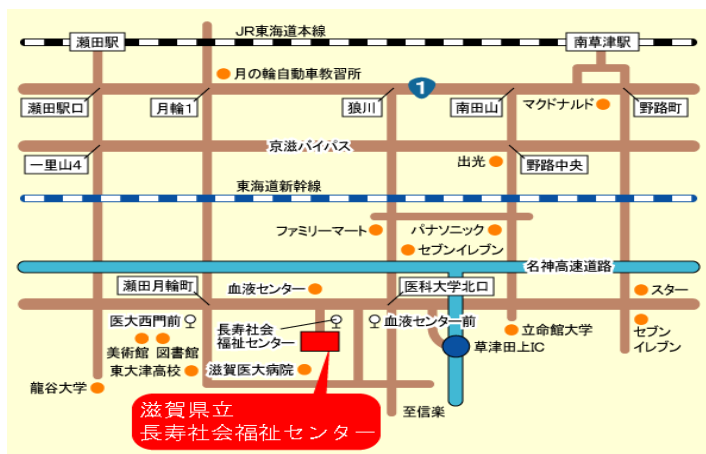 JR東海道本線
瀬田駅
南草津駅
月の輪自動車教習所
1
瀬田駅口
月輪1
狼川
南田山
マクドナルド
野路町
京滋バイパス
一里山4
出光
野路中央
東海道新幹線
ファミリーマート
パナソニック
セブンイレブン
名神高速道路
瀬田月輪町
血液センター
医科大学北口
スター
医大西門前
長寿社会
福祉センター
血液センター前
立命館大学
セブン
イレブン
美術館
図書館
草津田上IC
東大津高校
滋賀医大病院
龍谷大学
至信楽
滋賀県立
長寿社会福祉センター